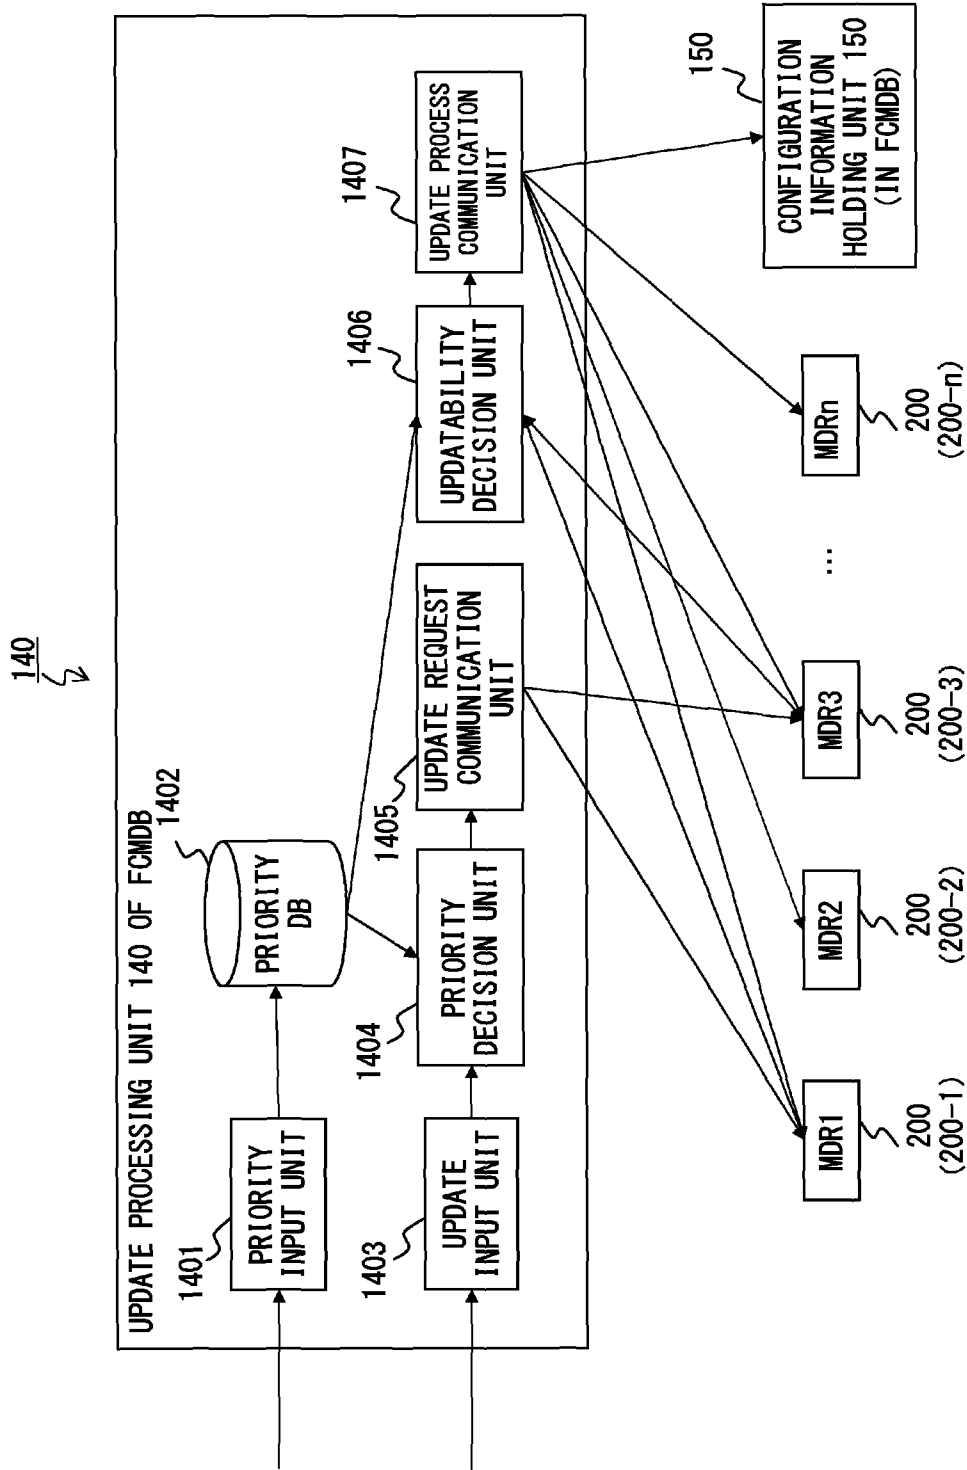 140
UPDATE PROCESSING UNIT 140 OF FCMDB
1401
PRIORITY
INPUT UNIT
1402
PRIORITY
DB
1403
UPDATE
INPUT UNIT
1404
PRIORITY
DECISION UNIT
1405
UPDATE REQUEST
COMMUNICATION
UNIT
1406
UPDATABILITY
DECISION UNIT
1407
UPDATE PROCESS
COMMUNICATION
UNIT
MDR1
200
(200-1)
MDR2
200
(200-2)
MDR3
200
(200-3)
...
MDRn
200
(200-n)
150
CONFIGURATION
INFORMATION
HOLDING UNIT 150
(IN FCMDB)